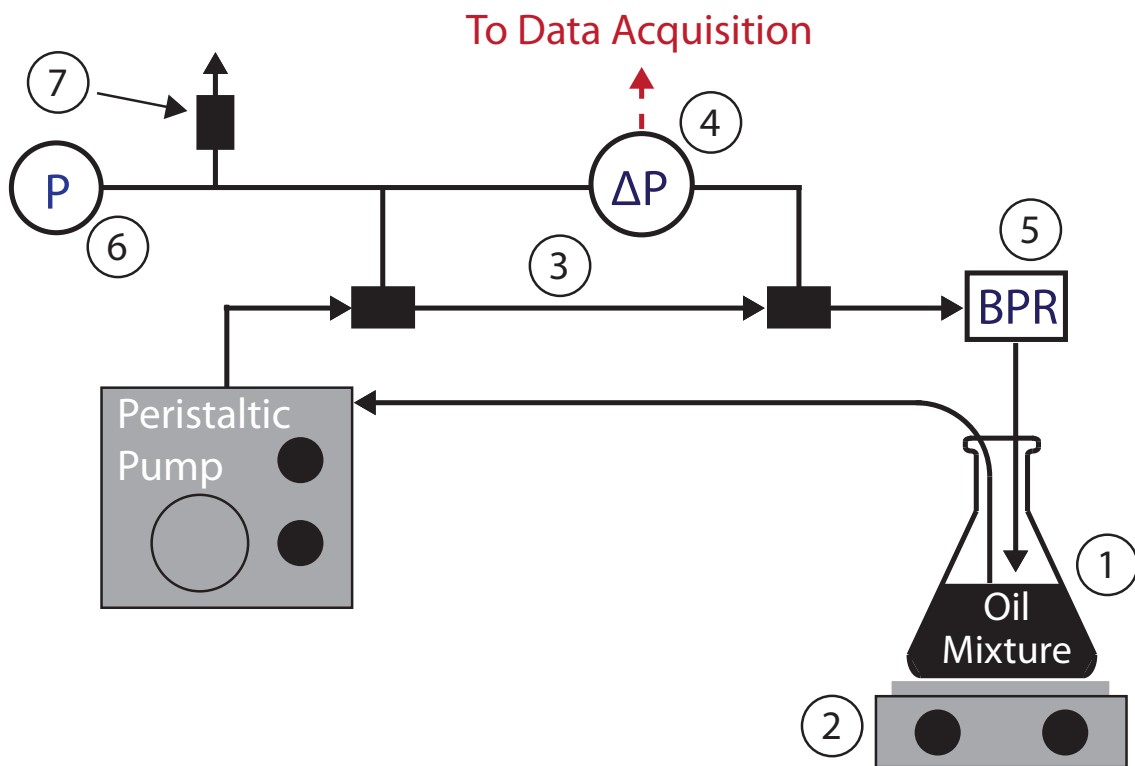 To Data Acquisition
7
4
P
ΔP
6
3
5
BPR
Peristaltic
Pump
1
Oil
Mixture
2